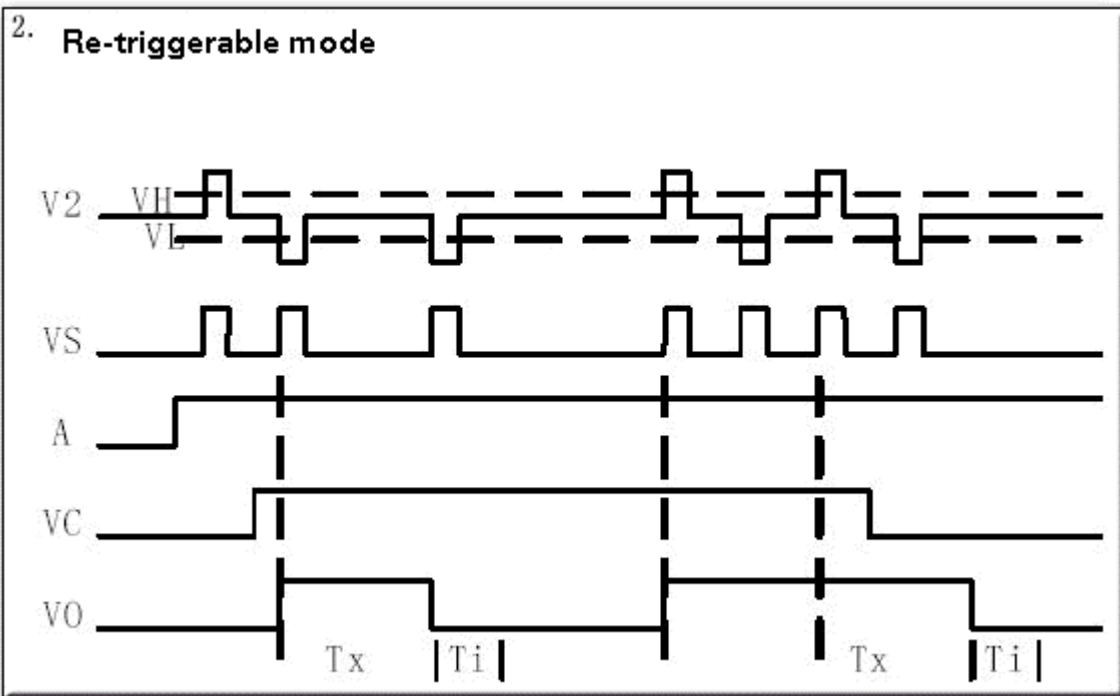 2. Re-triggerable mode
V2 VH
VL
VS
A
VC
VO
Tx Ti Tx Ti